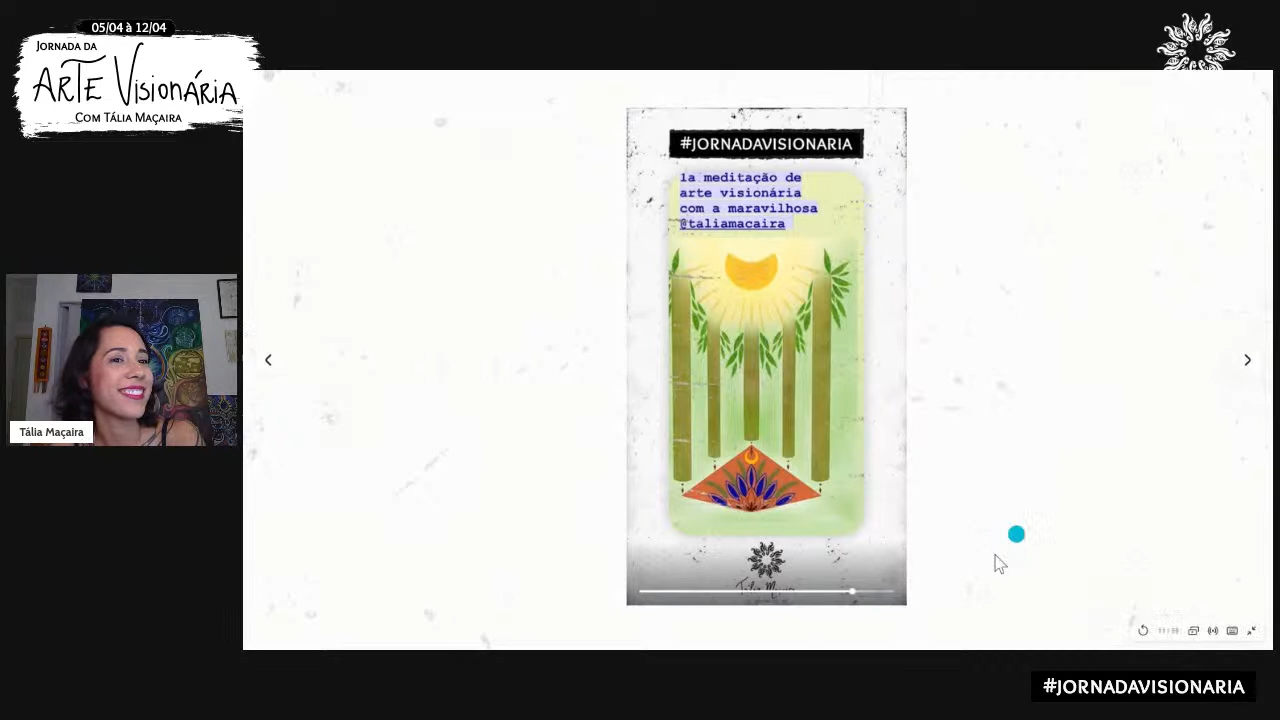 05/04 à 12/04
JORNADA DA
ARTE VISIONÁRIA
COM TÁLIA MAÇAIRA
#JORNADAVISIONARIA
1a meditação de
arte visionária
com a maravilhosa
@taliamacaira
Tália Maçaira
#JORNADAVISIONARIA